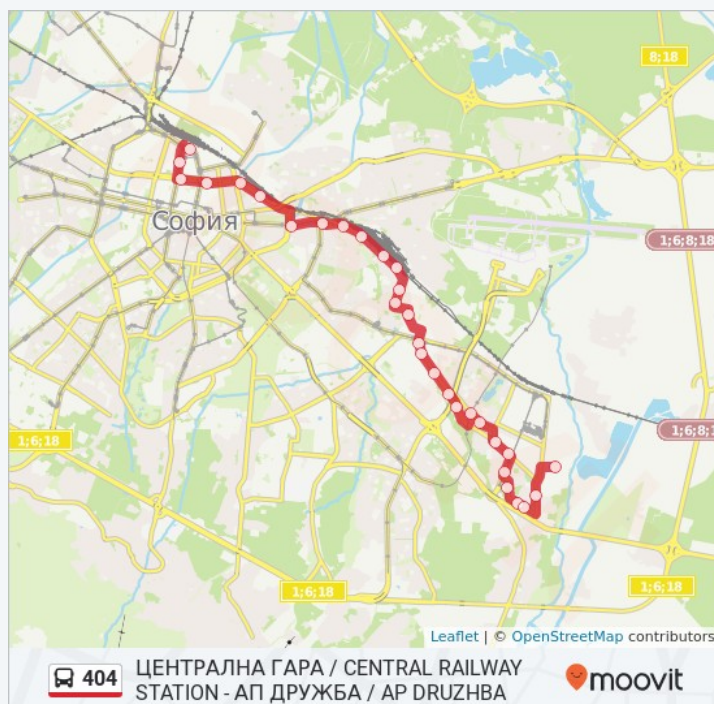 8;18
София
1;6;8;18
1;6;18
1;6;8;1
1;6;18
1;6;18
Leaflet | © OpenStreetMap contributors
404
ЦЕНТРАЛНА ГАРА / CENTRAL RAILWAY
STATION - АП ДРУЖБА / AP DRUZHBA
moovit